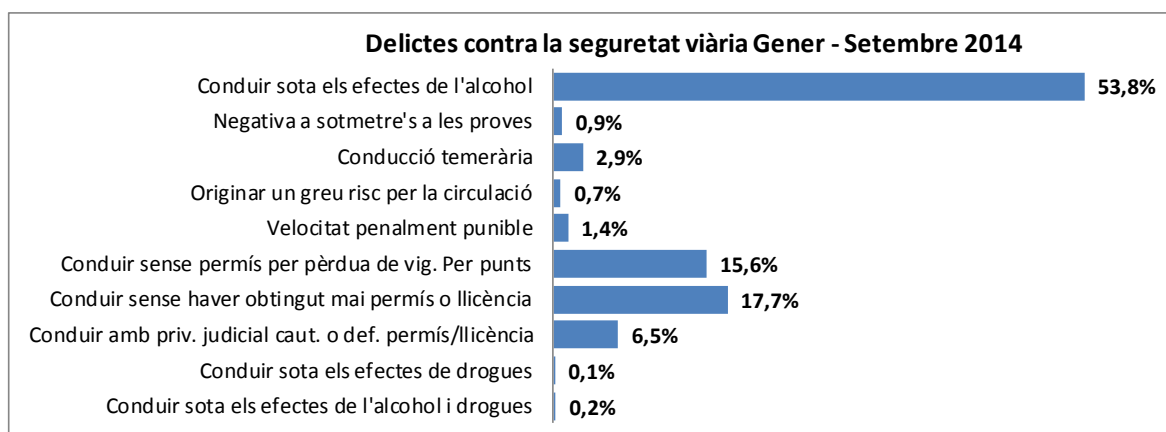 Delictes contra la seguretat viària Gener - Setembre 2014
Conduir sota els efectes de l'alcohol 53,8%
Negativa a sotmetre's a les proves 0,9%
Conducció temerària 2,9%
Originar un greu risc per la circulació 0,7%
Velocitat penalment punible 1,4%
Conduir sense permís per pèrdua de vig. Per punts 15,6%
Conduir sense haver obtingut mai permís o llicència 17,7%
Conduir amb priv. judicial caut. o def. permís/llicència 6,5%
Conduir sota els efectes de drogues 0,1%
Conduir sota els efectes de l'alcohol i drogues 0,2%